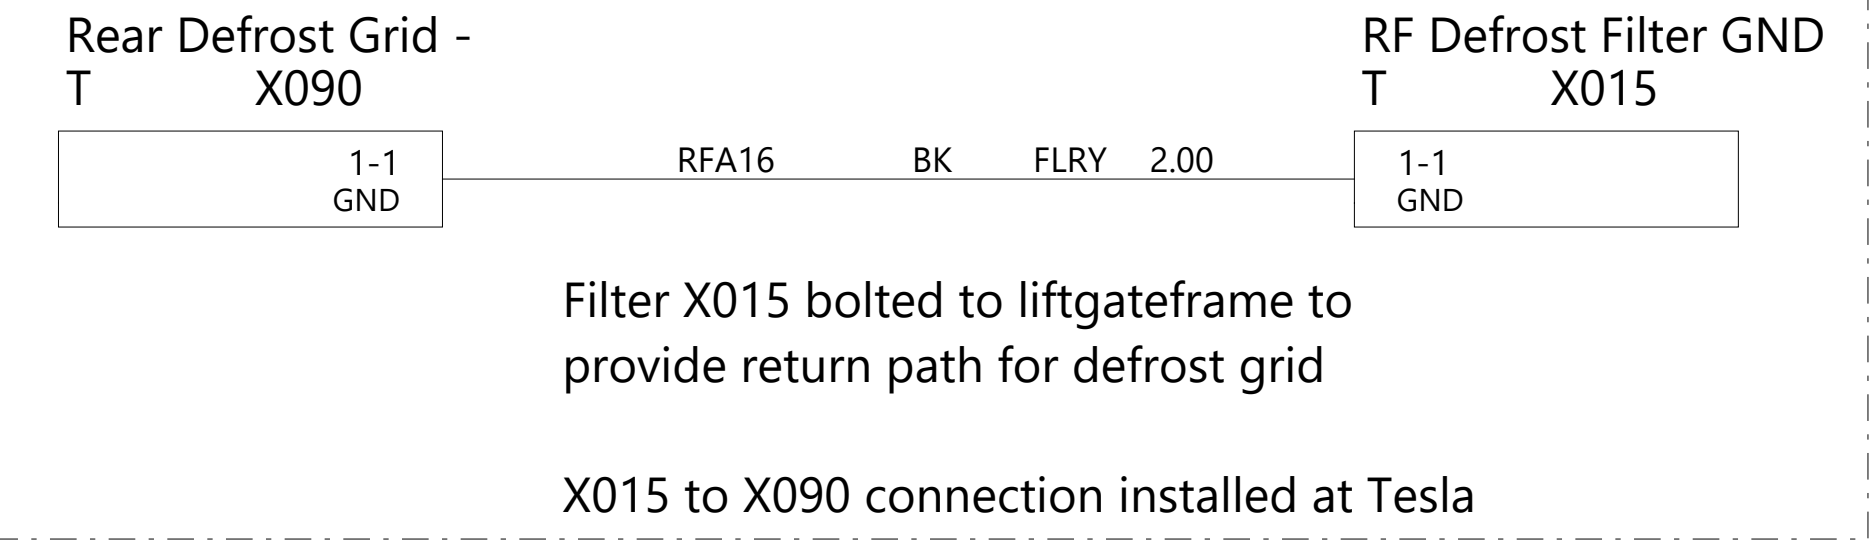 Rear Defrost Grid -
T X090
RF Defrost Filter GND
T X015
1-1
GND
RFA16 BK FLRY 2.00
1-1
GND
Filter X015 bolted to liftgateframe to
provide return path for defrost grid
X015 to X090 connection installed at Tesla